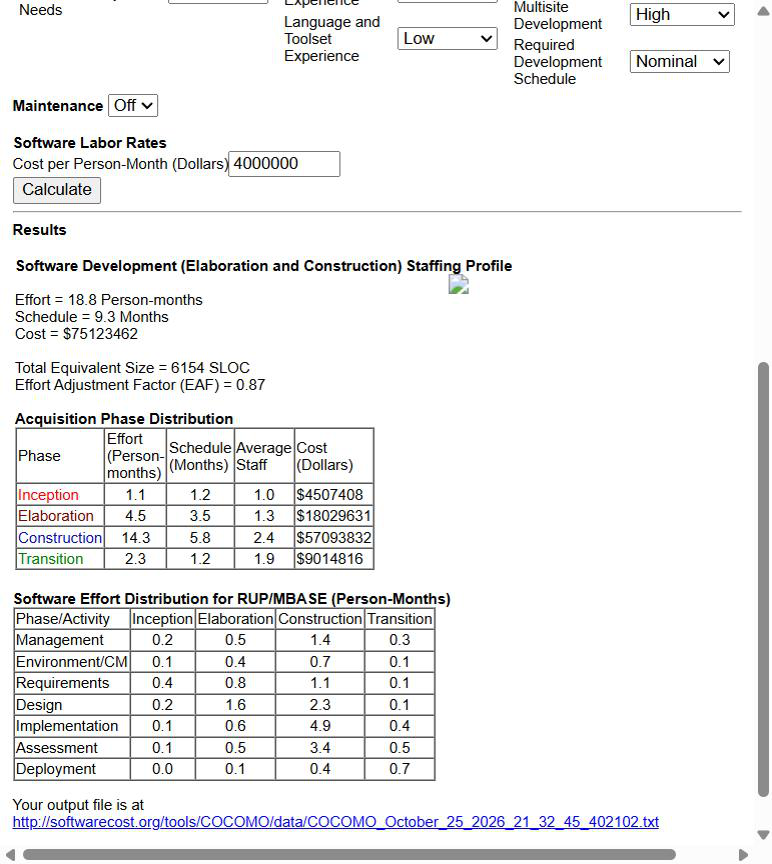 Needs
Experience
Language and Toolset Experience Low
Multisite Development High
Required Development Schedule Nominal
Maintenance Off
Software Labor Rates
Cost per Person-Month (Dollars) 4000000
Calculate
Results
Software Development (Elaboration and Construction) Staffing Profile
Effort = 18.8 Person-months
Schedule = 9.3 Months
Cost = $75123462
Total Equivalent Size = 6154 SLOC
Effort Adjustment Factor (EAF) = 0.87
Acquisition Phase Distribution
Phase Effort (Person-months) Schedule (Months) Average Staff Cost (Dollars)
Inception 1.1 1.2 1.0 $4507408
Elaboration 4.5 3.5 1.3 $18029631
Construction 14.3 5.8 2.4 $57093832
Transition 2.3 1.2 1.9 $9014816
Software Effort Distribution for RUP/MBASE (Person-Months)
Phase/Activity Inception Elaboration Construction Transition
Management 0.2 0.5 1.4 0.3
Environment/CM 0.1 0.4 0.7 0.1
Requirements 0.4 0.8 1.1 0.1
Design 0.2 1.6 2.3 0.1
Implementation 0.1 0.6 4.9 0.4
Assessment 0.1 0.5 3.4 0.5
Deployment 0.0 0.1 0.4 0.7
Your output file is at
http://softwarecost.org/tools/COCOMO/data/COCOMO_October_25_2026_21_32_45_402102.txt